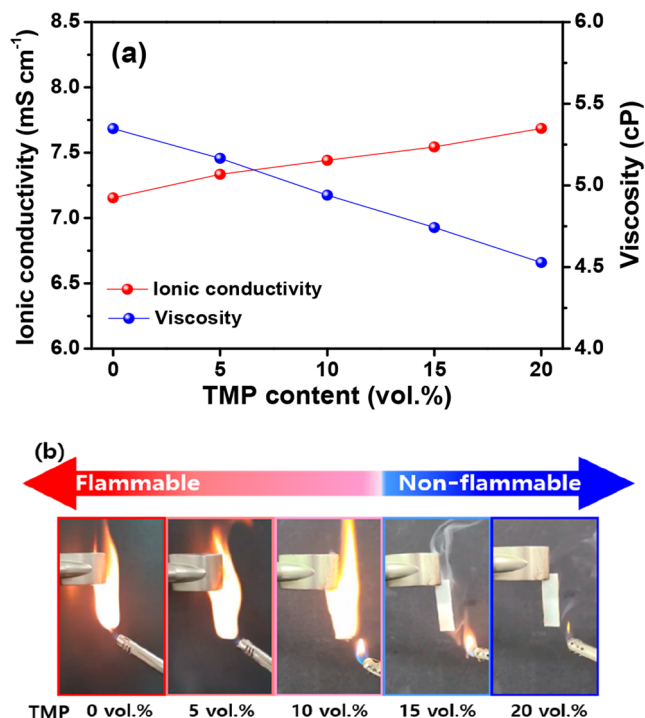 (a)
Ionic conductivity (mS cm⁻¹)
8.5
8.0
7.5
7.0
6.5
6.0
Viscosity (cP)
6.0
5.5
5.0
4.5
4.0
Ionic conductivity
Viscosity
0 5 10 15 20
TMP content (vol.%)
(b)
Flammable Non-flammable
TMP 0 vol.% 5 vol.% 10 vol.% 15 vol.% 20 vol.%